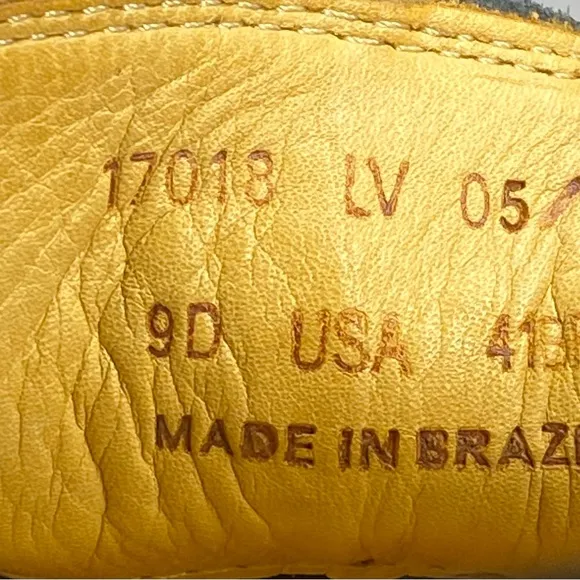 17018 LV 05/
9D USA 41B
MADE IN BRAZ